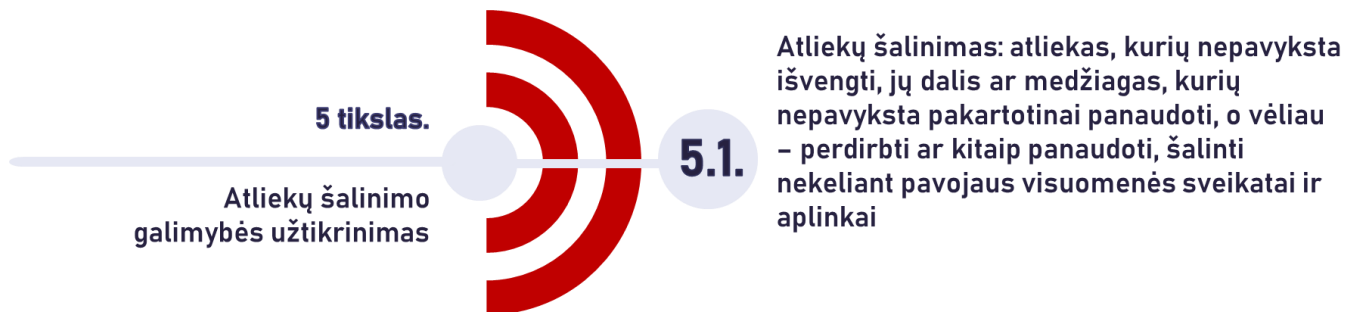 5 tikslas.
Atliekų šalinimo
galimybės užtikrinimas
5.1.
Atliekų šalinimas: atliekas, kurių nepavyksta
išvengti, jų dalis ar medžiagas, kurių
nepavyksta pakartotinai panaudoti, o vėliau
– perdirbti ar kitaip panaudoti, šalinti
nekeliant pavojaus visuomenės sveikatai ir
aplinkai